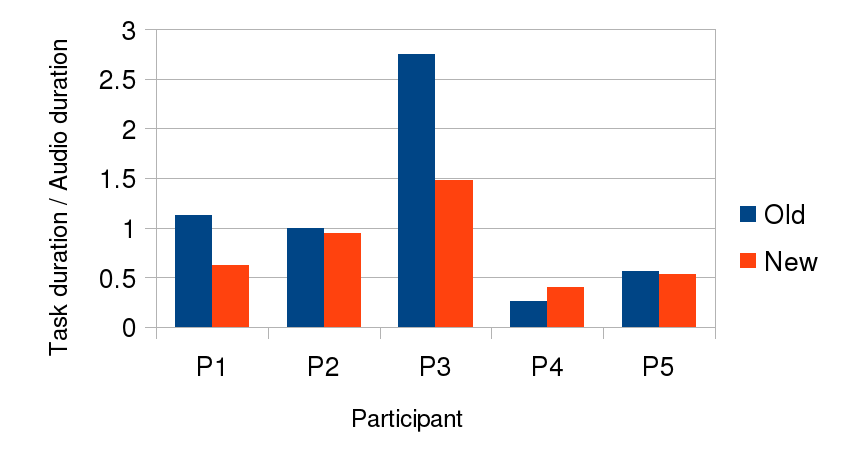 Task duration / Audio duration
3
2.5
2
1.5
1
0.5
0
P1 P2 P3 P4 P5
Participant
Old
New